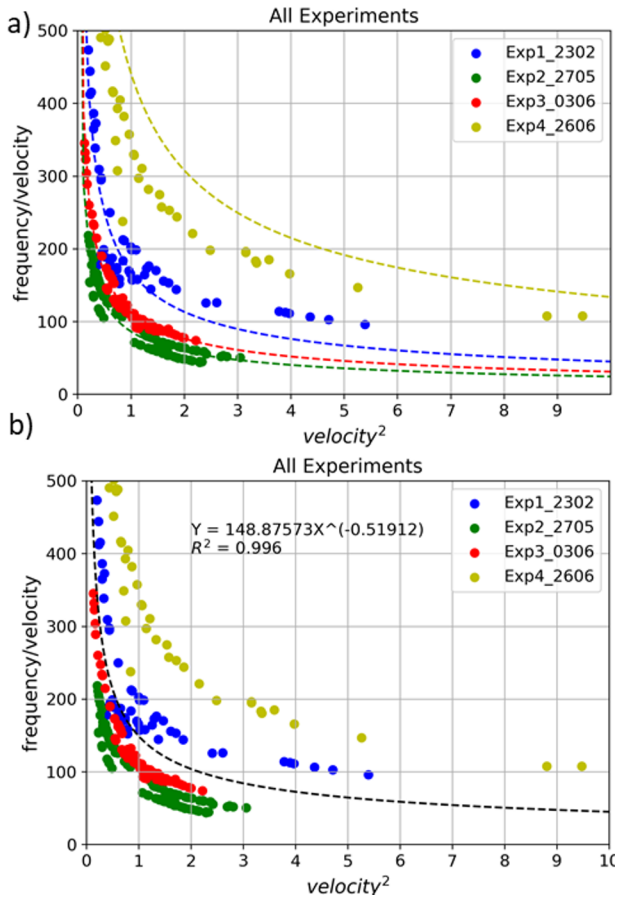 a)
All Experiments
500
400
300
200
100
0
frequency/velocity
Exp1_2302
Exp2_2705
Exp3_0306
Exp4_2606
0 1 2 3 4 5 6 7 8 9
velocity²
b)
All Experiments
500
400
300
200
100
0
frequency/velocity
Y = 148.87573X^(-0.51912)
R² = 0.996
Exp1_2302
Exp2_2705
Exp3_0306
Exp4_2606
0 1 2 3 4 5 6 7 8 9 10
velocity²